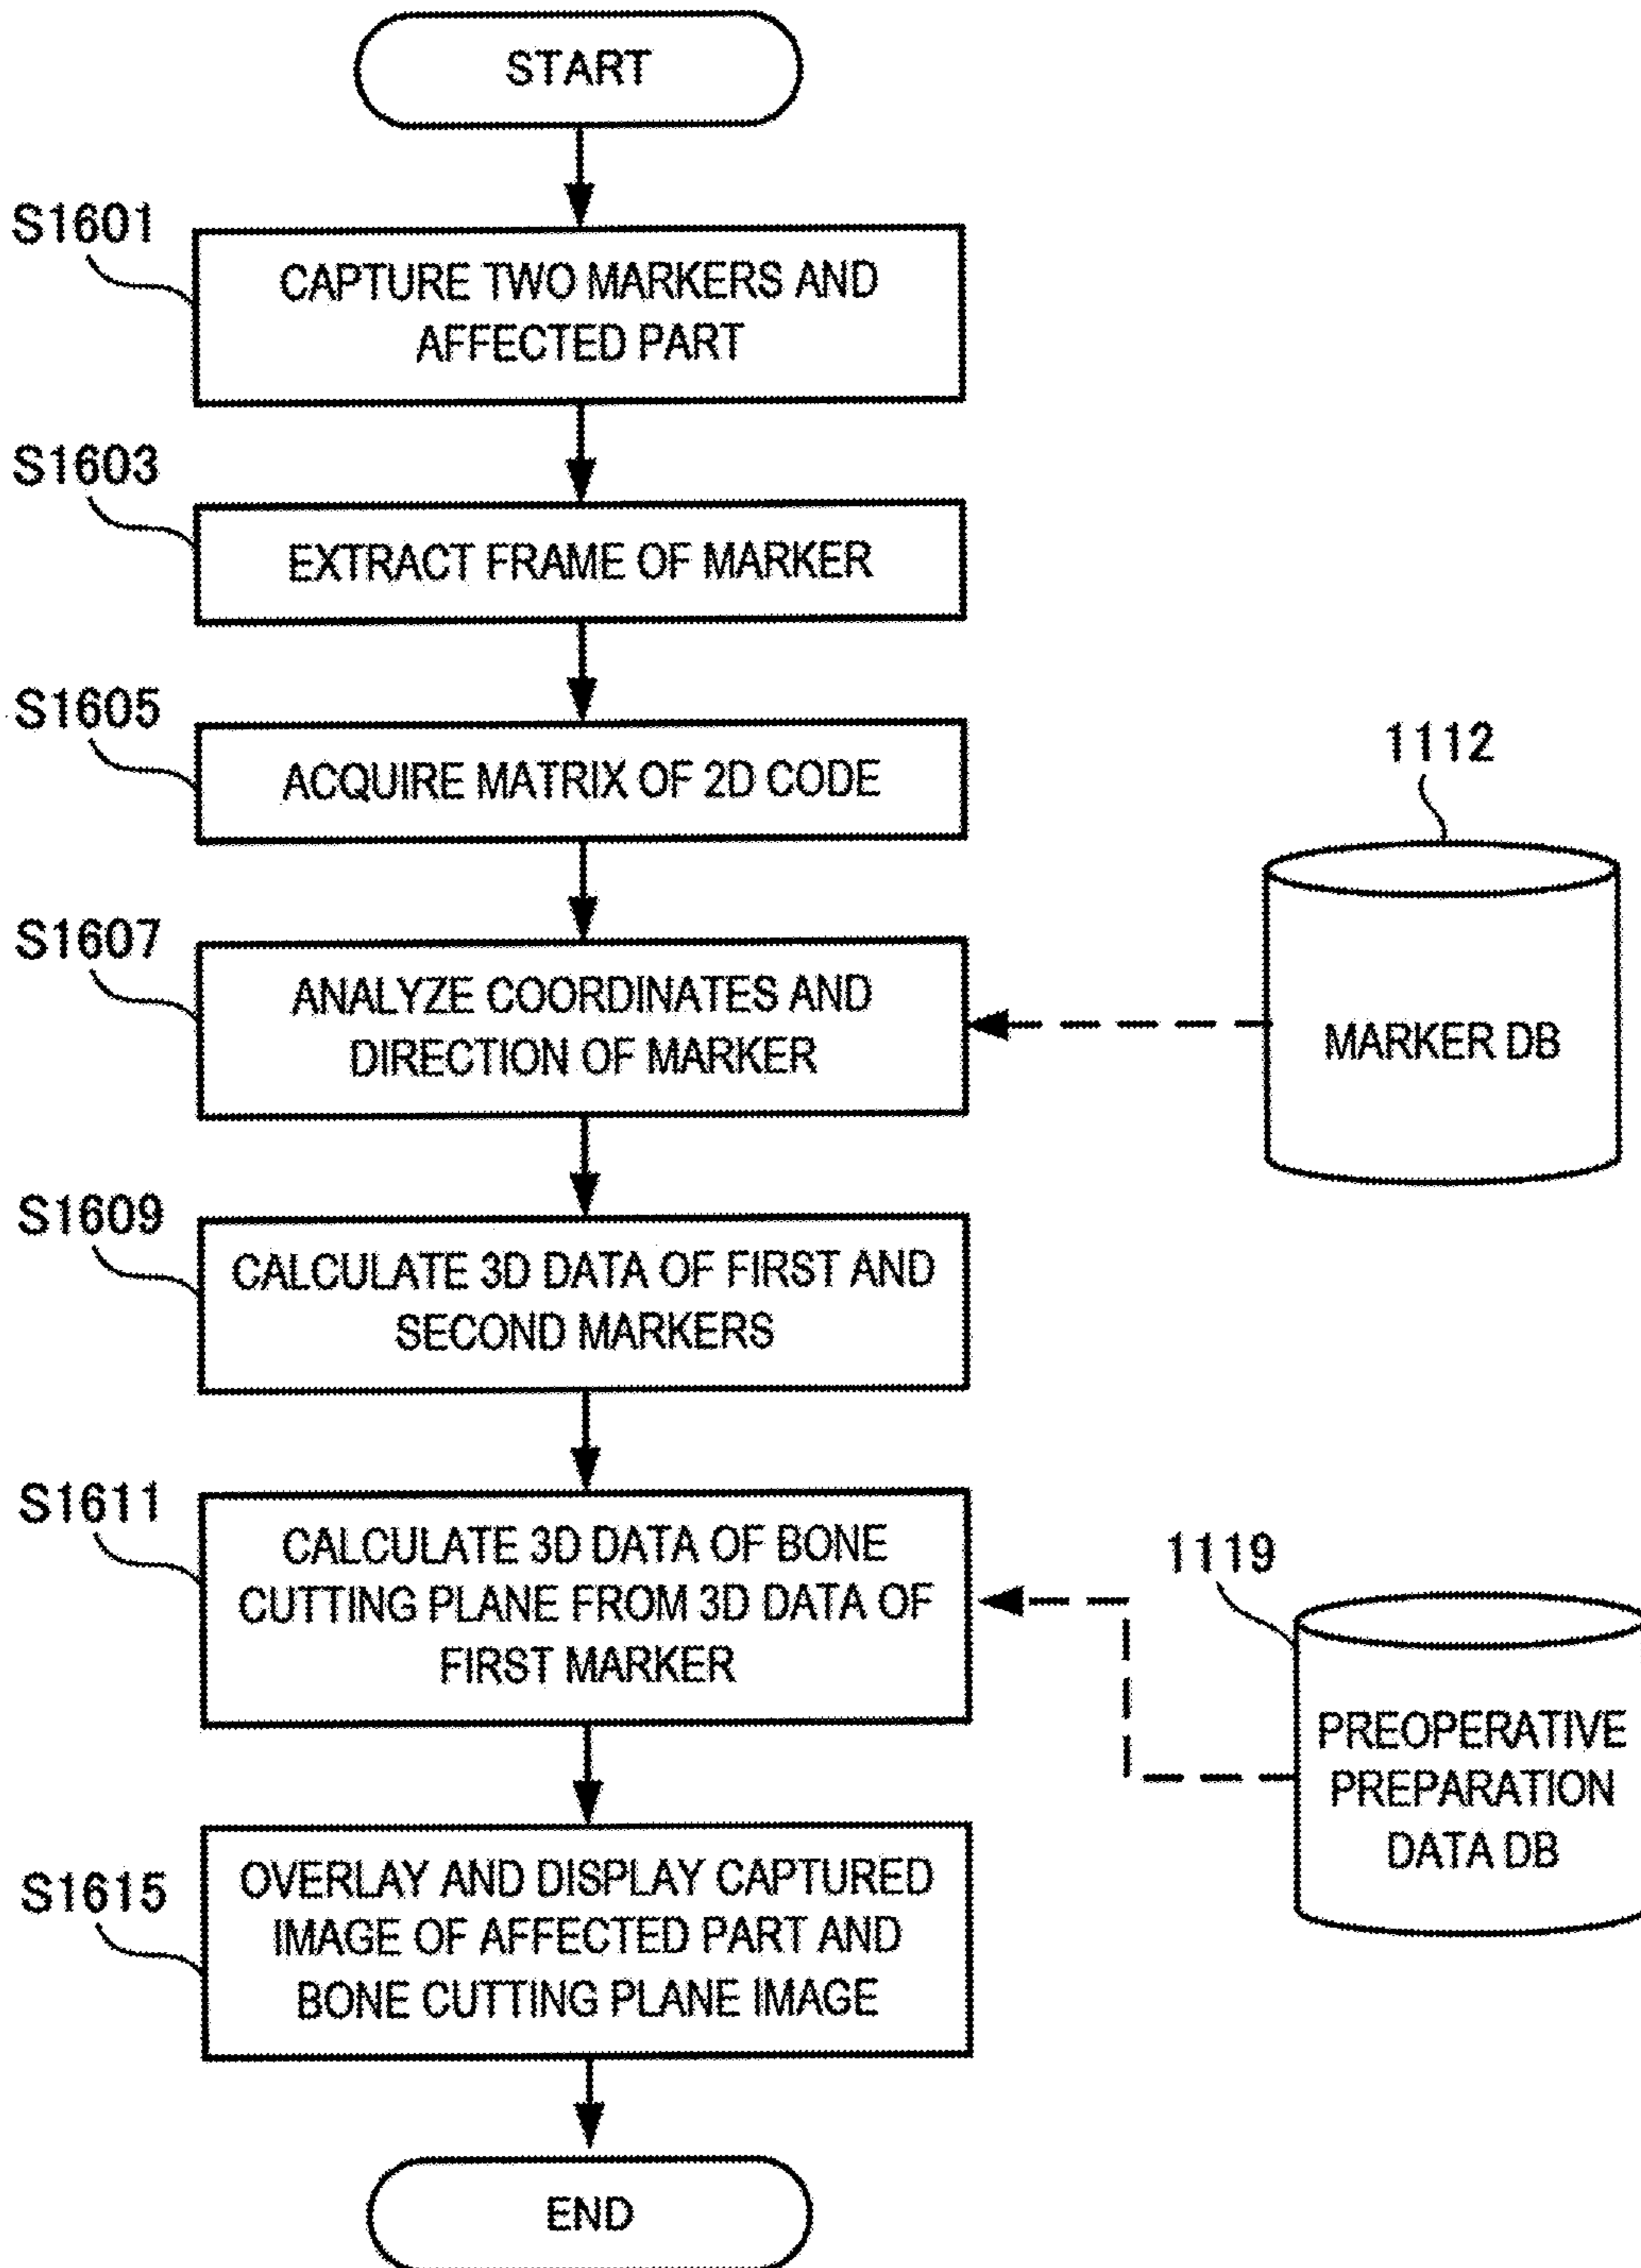 START
S1601
CAPTURE TWO MARKERS AND
AFFECTED PART
S1603
EXTRACT FRAME OF MARKER
S1605
ACQUIRE MATRIX OF 2D CODE
1112
S1607
ANALYZE COORDINATES AND
DIRECTION OF MARKER
MARKER DB
S1609
CALCULATE 3D DATA OF FIRST AND
SECOND MARKERS
S1611
CALCULATE 3D DATA OF BONE
CUTTING PLANE FROM 3D DATA OF
FIRST MARKER
1119
PREOPERATIVE
PREPARATION
DATA DB
S1615
OVERLAY AND DISPLAY CAPTURED
IMAGE OF AFFECTED PART AND
BONE CUTTING PLANE IMAGE
END